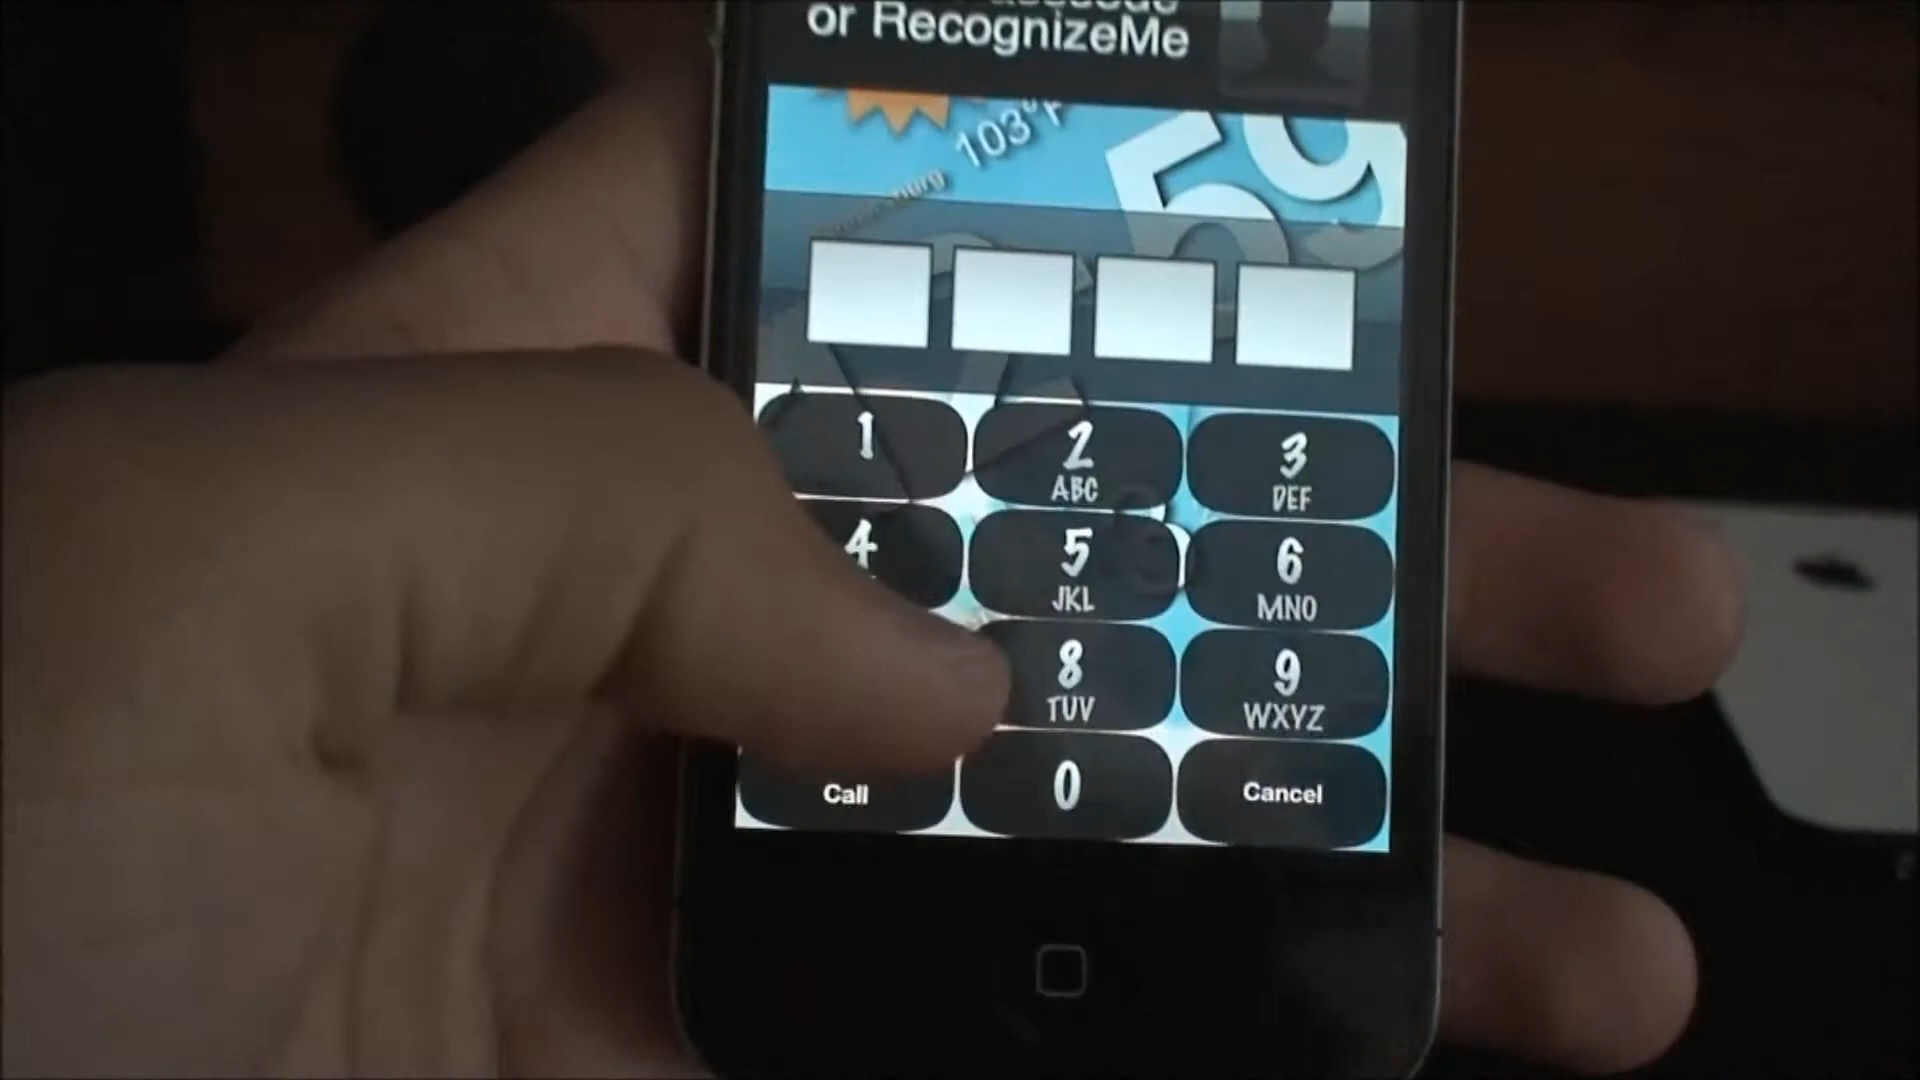 or RecognizeMe
103°F
59
1
2
ABC
3
DEF
4
5
JKL
6
MNO
8
TUV
9
WXYZ
Call
0
Cancel